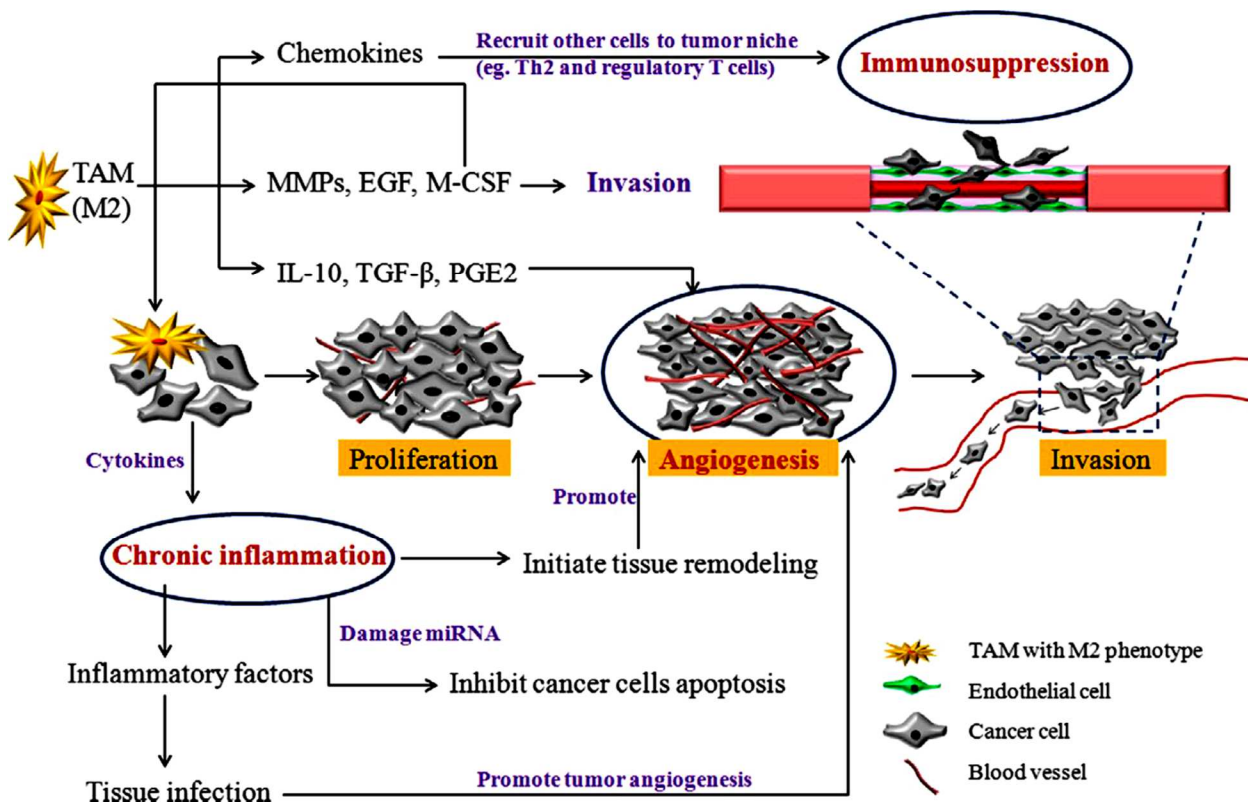 Chemokines
Recruit other cells to tumor niche
(eg. Th2 and regulatory T cells)
Immunosuppression
TAM
(M2)
MMPs, EGF, M-CSF
Invasion
IL-10, TGF-β, PGE2
Cytokines
Proliferation
Angiogenesis
Invasion
Promote
Chronic inflammation
Initiate tissue remodeling
Damage miRNA
Inflammatory factors
Inhibit cancer cells apoptosis
Tissue infection
Promote tumor angiogenesis
TAM with M2 phenotype
Endothelial cell
Cancer cell
Blood vessel